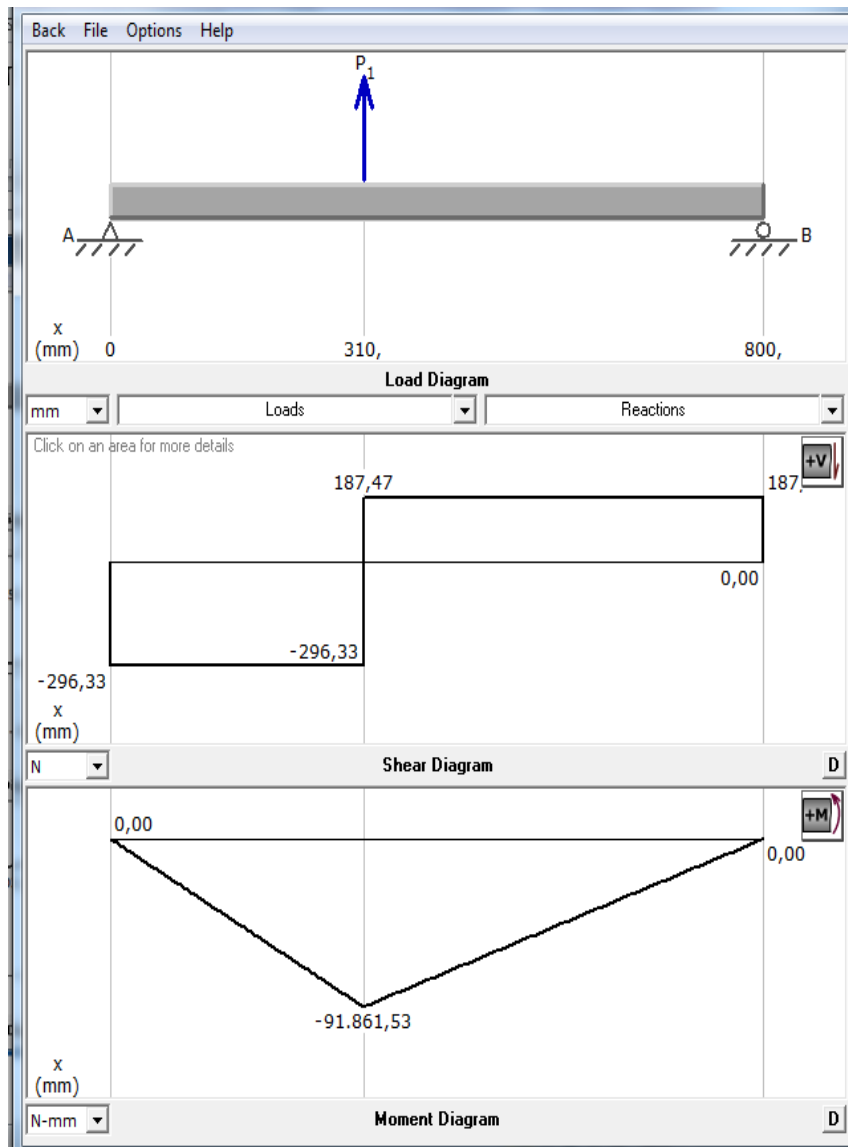 Back File Options Help
P1
A B
x
(mm) 0 310, 800,
Load Diagram
mm Loads Reactions
Click on an area for more details
+V
187,47 187,
0,00
-296,33
-296,33
x
(mm)
N Shear Diagram D
+M
0,00
0,00
-91.861,53
x
(mm)
N-mm Moment Diagram D